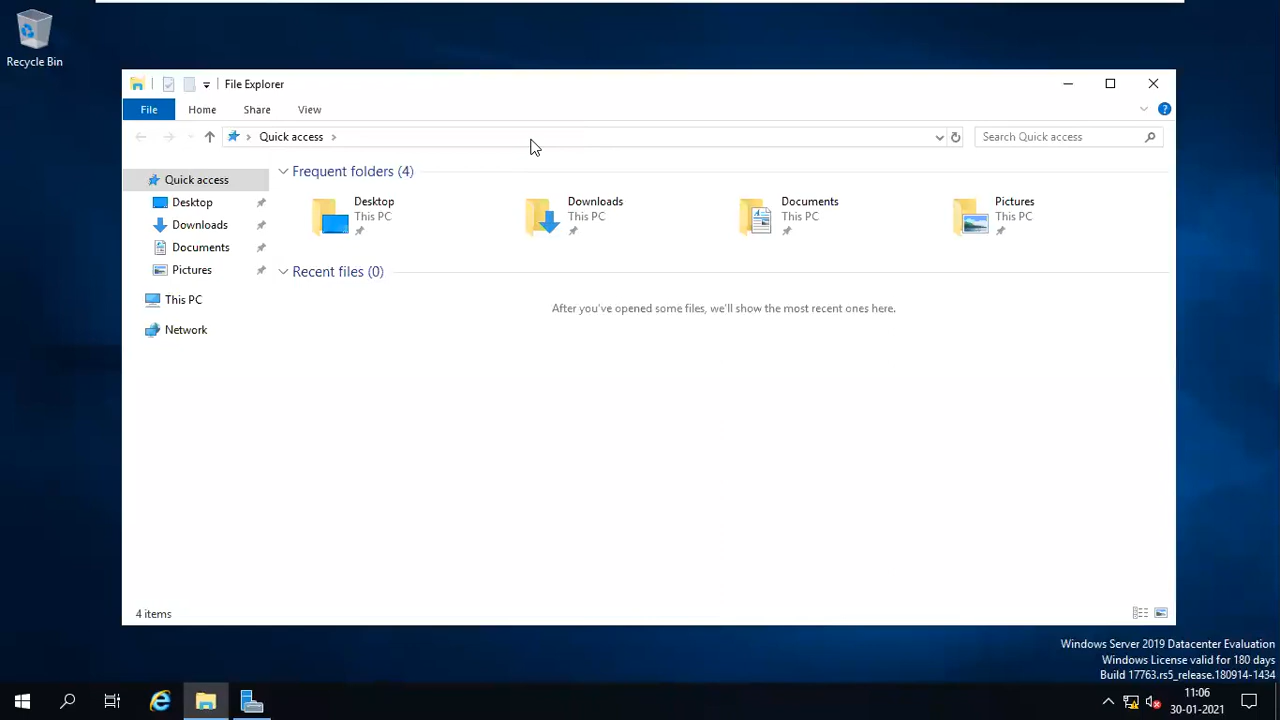 Recycle Bin
File Explorer
File
Home
Share
View
Quick access
Search Quick access
Quick access
Desktop
Downloads
Documents
Pictures
This PC
Network
Frequent folders (4)
Desktop
This PC
Downloads
This PC
Documents
This PC
Pictures
This PC
Recent files (0)
After you've opened some files, we'll show the most recent ones here.
4 items
Windows Server 2019 Datacenter Evaluation
Windows License valid for 180 days
Build 17763.rs5_release.180914-1434
11:06
30-01-2021